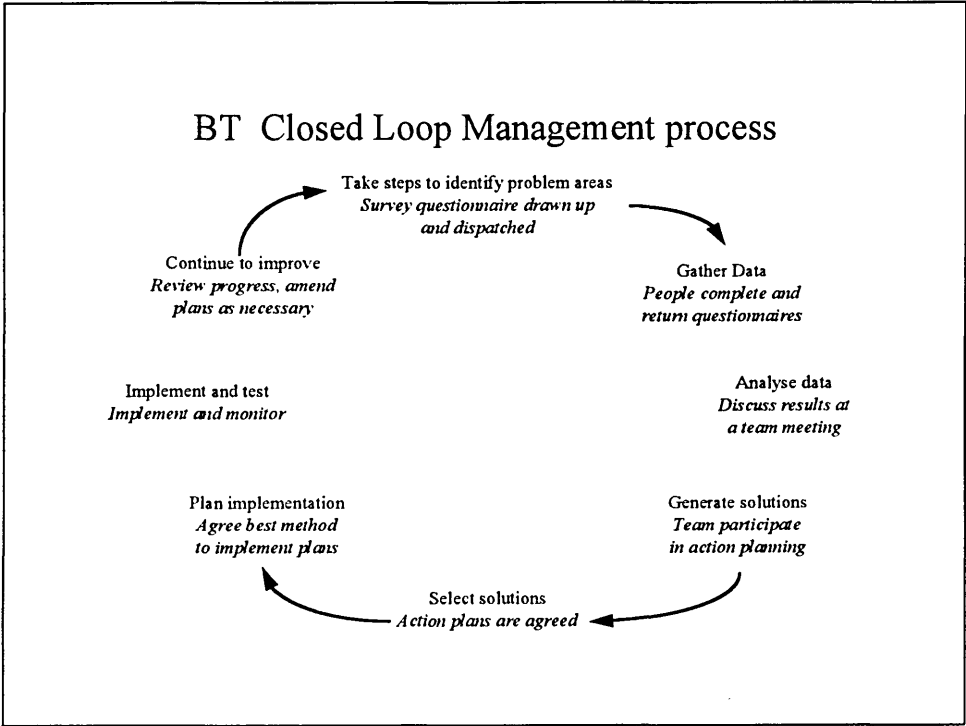 BT Closed Loop Management process
Take steps to identify problem areas
Survey questionnaire drawn up
and dispatched
Gather Data
People complete and
return questionnaires
Analyse data
Discuss results at
a team meeting
Generate solutions
Team participate
in action planning
Select solutions
Action plans are agreed
Plan implementation
Agree best method
to implement plans
Implement and test
Implement and monitor
Continue to improve
Review progress, amend
plans as necessary